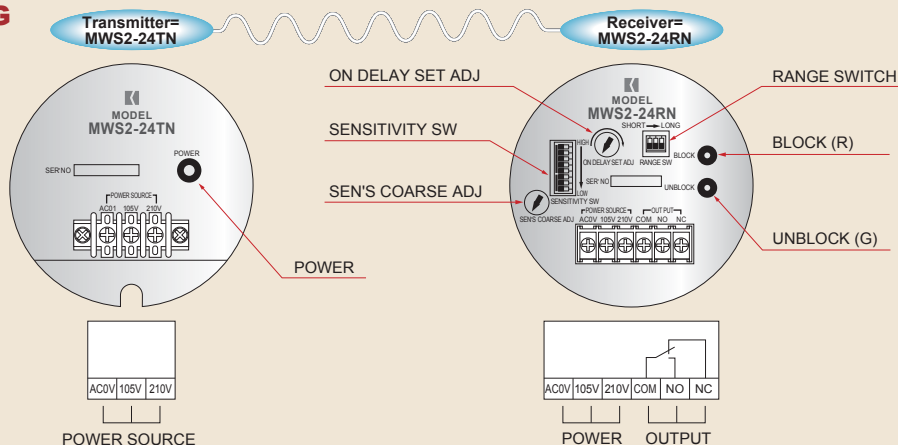 G
Transmitter=
MWS2-24TN
Receiver=
MWS2-24RN
MODEL
MWS2-24TN
POWER
SER'NO
POWER SOURCE
AC01 105V 210V
POWER
AC0V 105V 210V
POWER SOURCE
ON DELAY SET ADJ
SENSITIVITY SW
SEN'S COARSE ADJ
RANGE SWITCH
BLOCK (R)
UNBLOCK (G)
MODEL
MWS2-24RN
SHORT LONG
HIGH
ON DELAY SET ADJ
RANGE SW
BLOCK
SER' NO
UNBLOCK
LOW
SENSITIVITY SW
SEN'S COARSE ADJ
POWER SOURCE OUT PUT
AC0V 105V 210V COM NO NC
AC0V 105V 210V COM NO NC
POWER OUTPUT